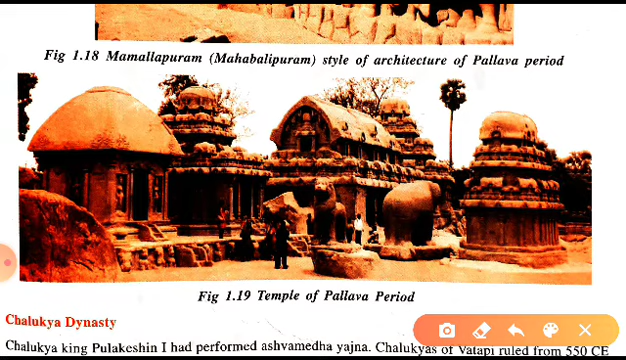 Fig 1.18 Mamallapuram (Mahabalipuram) style of architecture of Pallava period
Fig 1.19 Temple of Pallava Period
Chalukya Dynasty
Chalukya king Pulakeshin I had performed ashvamedha yajna. Chalukyas of Vatapi ruled from 550 CE